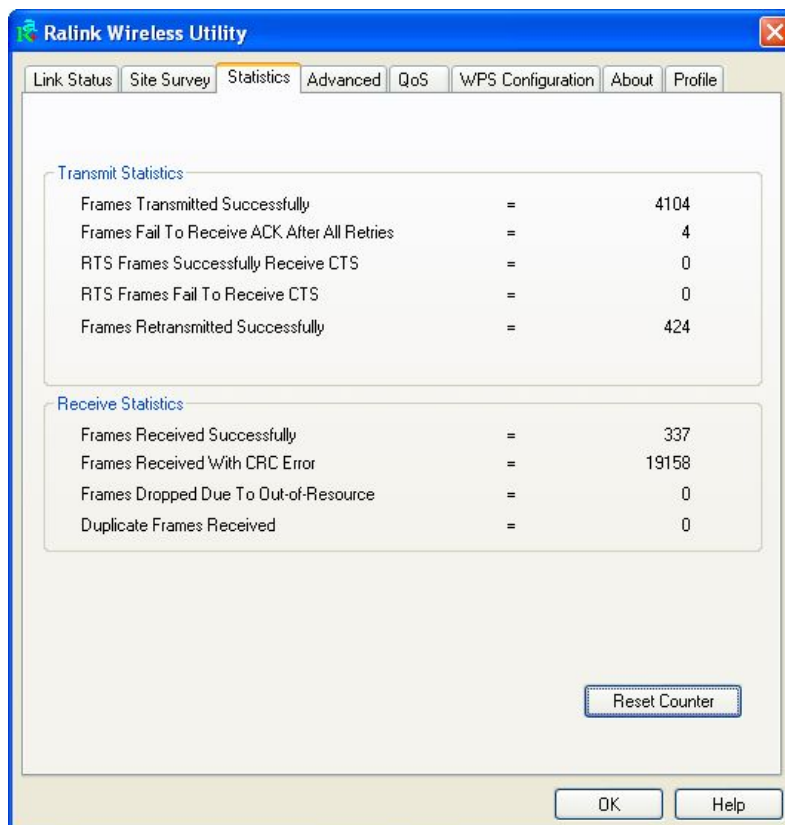 Ralink Wireless Utility
Link Status Site Survey Statistics Advanced QoS WPS Configuration About Profile
Transmit Statistics
Frames Transmitted Successfully = 4104
Frames Fail To Receive ACK After All Retries = 4
RTS Frames Successfully Receive CTS = 0
RTS Frames Fail To Receive CTS = 0
Frames Retransmitted Successfully = 424
Receive Statistics
Frames Received Successfully = 337
Frames Received With CRC Error = 19158
Frames Dropped Due To Out-of-Resource = 0
Duplicate Frames Received = 0
Reset Counter
OK Help